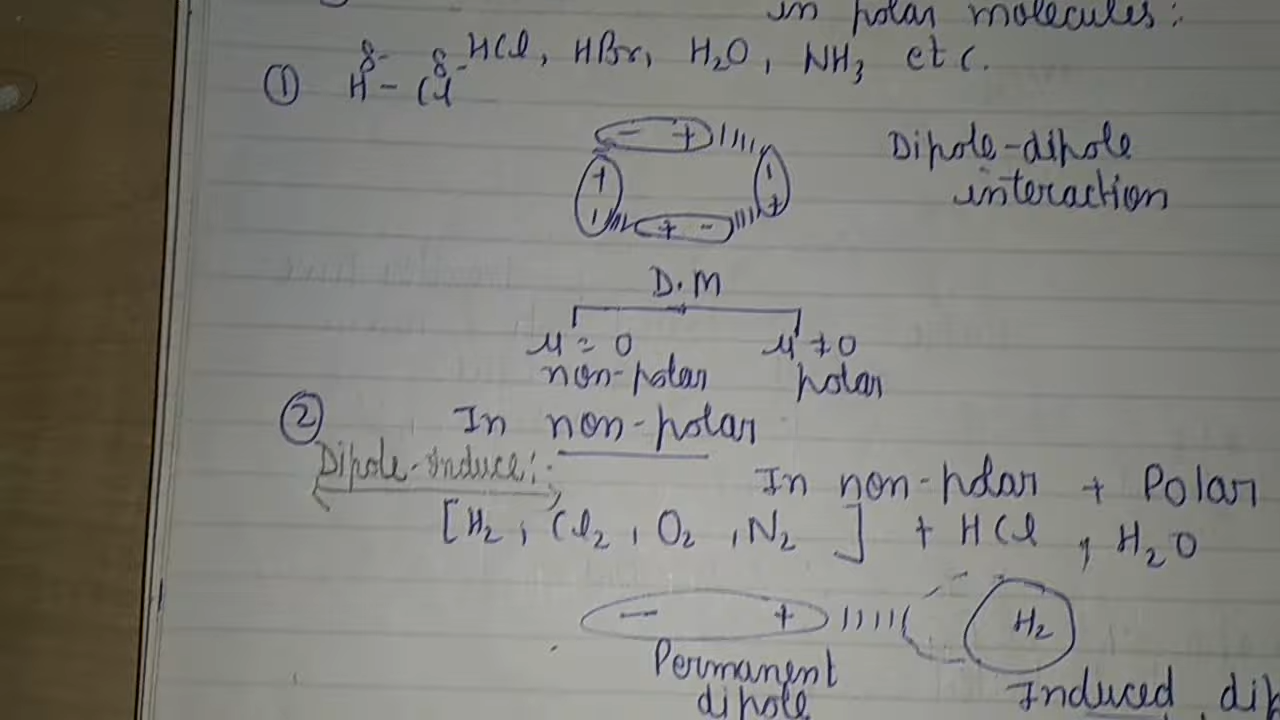 in polar molecules:
HCl, HBr, H2O, NH3 etc.
① δ- δ-
H - Cl
- +
+ - Dipole-dipole
- + interaction
+ -
D.M
μ = 0 μ ≠ 0
non-polar polar
② In non-polar
Dipole-Induce:-
In non-polar + Polar
[H2, Cl2, O2, N2] + HCl, H2O
- + H2
Permanent
dipole
Induced dip